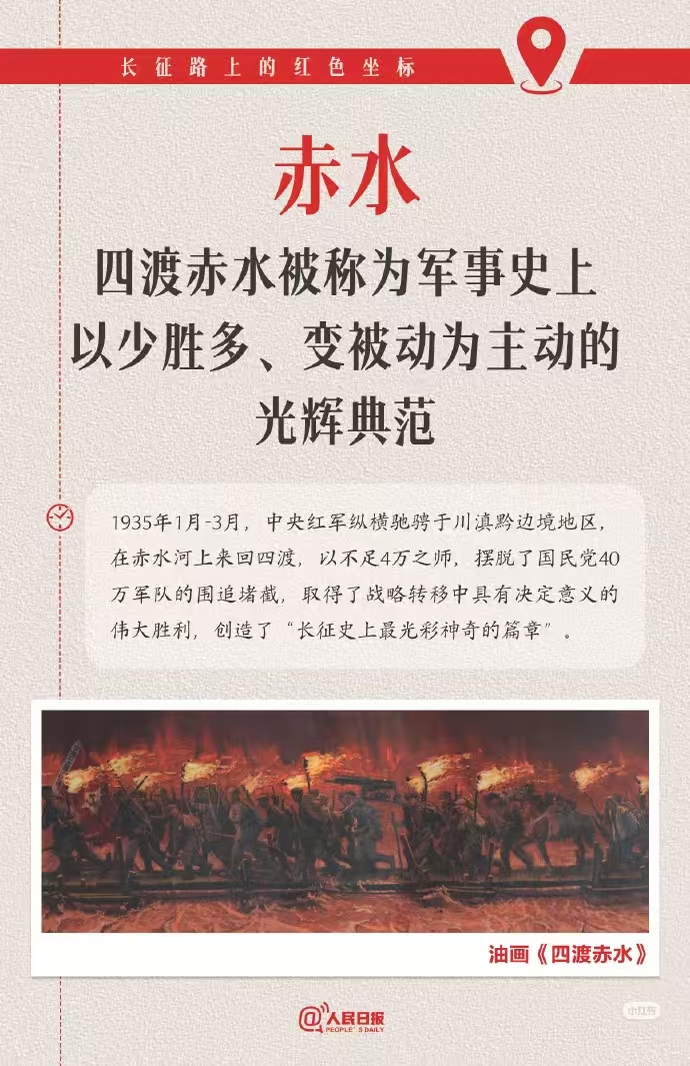 长征路上的红色坐标
赤水
四渡赤水被称为军事史上
以少胜多、变被动为主动的
光辉典范
1935年1月-3月，中央红军纵横驰骋于川滇黔边境地区，
在赤水河上来回四渡，以不足4万之师，摆脱了国民党40
万军队的围追堵截，取得了战略转移中具有决定意义的
伟大胜利，创造了“长征史上最光彩神奇的篇章”。
油画《四渡赤水》
@人民日报
PEOPLE'S DAILY
小红书